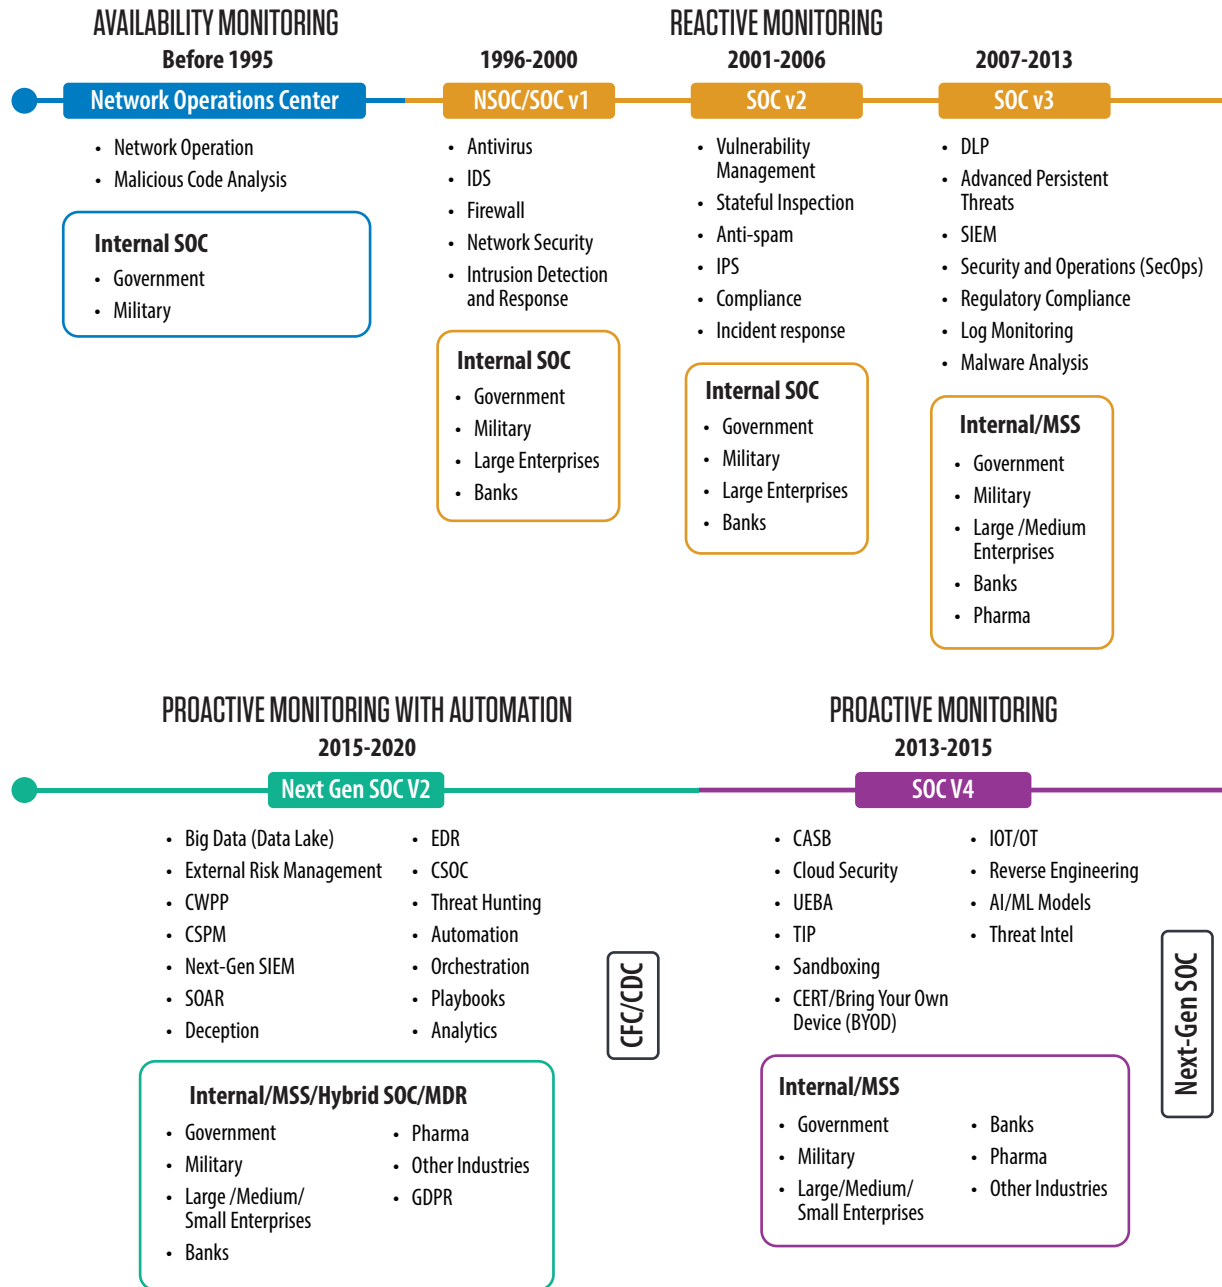 AVAILABILITY MONITORING
Before 1995
Network Operations Center
• Network Operation
• Malicious Code Analysis
Internal SOC
• Government
• Military
REACTIVE MONITORING
1996-2000
NSOC/SOC v1
• Antivirus
• IDS
• Firewall
• Network Security
• Intrusion Detection
and Response
Internal SOC
• Government
• Military
• Large Enterprises
• Banks
2001-2006
SOC v2
• Vulnerability
Management
• Stateful Inspection
• Anti-spam
• IPS
• Compliance
• Incident response
Internal SOC
• Government
• Military
• Large Enterprises
• Banks
2007-2013
SOC v3
• DLP
• Advanced Persistent
Threats
• SIEM
• Security and Operations (SecOps)
• Regulatory Compliance
• Log Monitoring
• Malware Analysis
Internal/MSS
• Government
• Military
• Large /Medium
Enterprises
• Banks
• Pharma
PROACTIVE MONITORING WITH AUTOMATION
2015-2020
Next Gen SOC V2
• Big Data (Data Lake)
• External Risk Management
• CWPP
• CSPM
• Next-Gen SIEM
• SOAR
• Deception
• EDR
• CSOC
• Threat Hunting
• Automation
• Orchestration
• Playbooks
• Analytics
CFC/CDC
Internal/MSS/Hybrid SOC/MDR
• Government
• Military
• Large /Medium/
Small Enterprises
• Banks
• Pharma
• Other Industries
• GDPR
PROACTIVE MONITORING
2013-2015
SOC V4
• CASB
• Cloud Security
• UEBA
• TIP
• Sandboxing
• CERT/Bring Your Own
Device (BYOD)
• IOT/OT
• Reverse Engineering
• AI/ML Models
• Threat Intel
Next-Gen SOC
Internal/MSS
• Government
• Military
• Large/Medium/
Small Enterprises
• Banks
• Pharma
• Other Industries